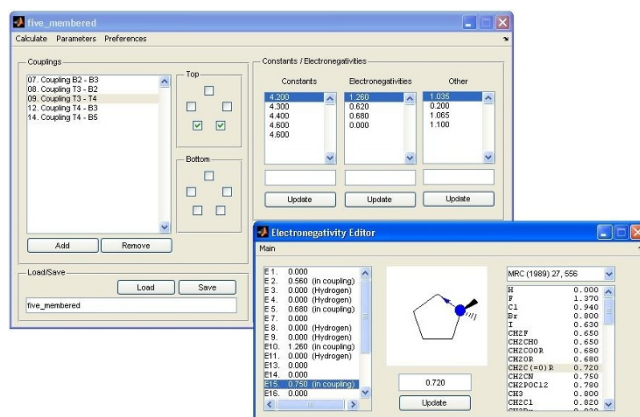 five_membered
Calculate Parameters Preferences
Couplings
07. Coupling B2 - B3
08. Coupling T3 - B2
09. Coupling T3 - T4
12. Coupling T4 - B3
14. Coupling T4 - B5
Top
Bottom
Add Remove
Load/Save
Load Save
five_membered
Constants / Electronegativities
Constants Electronegativities Other
4.200 1.260 1.035
4.300 0.620 0.200
4.400 0.680 1.065
4.600 0.000 1.100
4.600
Update Update Update
Electronegativity Editor
Main
E 1. 0.000
E 2. 0.560 (in coupling)
E 3. 0.000 (Hydrogen)
E 4. 0.000 (Hydrogen)
E 5. 0.680 (in coupling)
E 7. 0.000
E 8. 0.000 (Hydrogen)
E 9. 0.000 (Hydrogen)
E10. 1.260 (in coupling)
E11. 0.000 (Hydrogen)
E13. 0.000
E14. 0.000
E15. 0.750 (in coupling)
E16. 0.000
0.720
Update
MRC (1989) 27, 556
H 0.000
F 1.370
Cl 0.940
Br 0.800
I 0.630
CH2F 0.650
CH2CHO 0.650
CH2COOR 0.680
CH2OR 0.680
CH2C(=O)R 0.720
CH2CN 0.750
CH2POCl2 0.780
CH3 0.800
CH2Cl 0.820